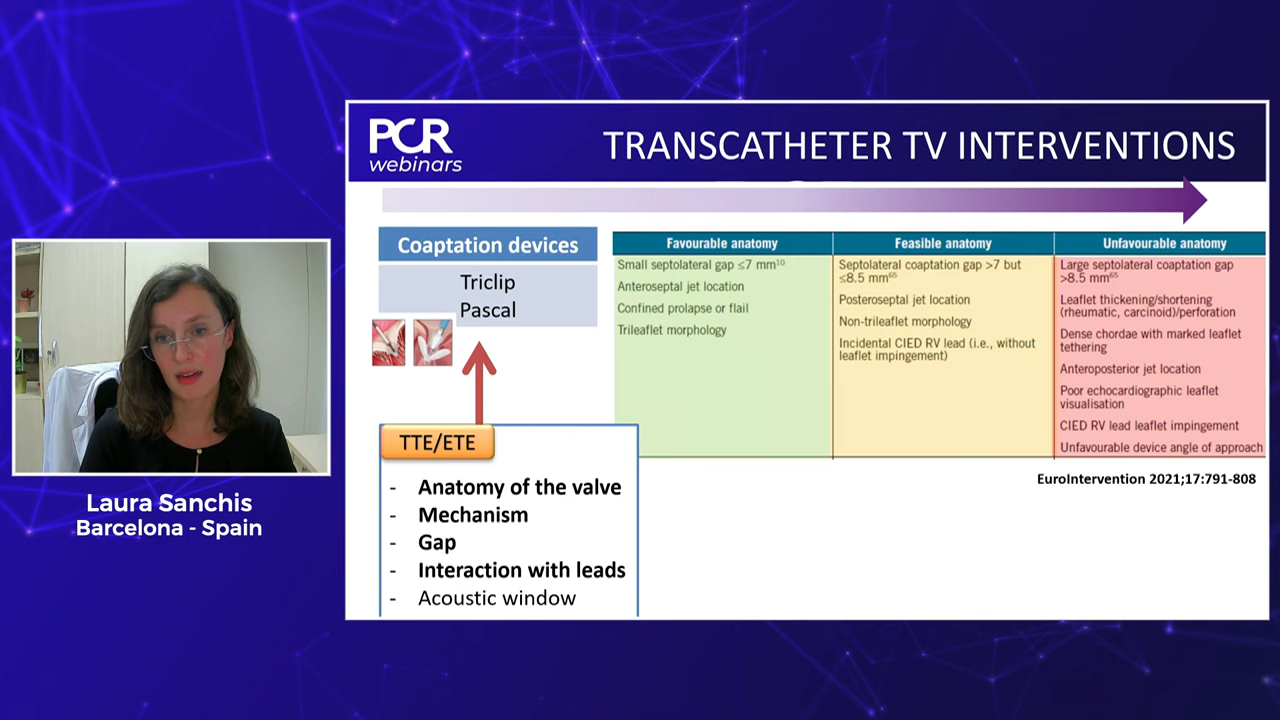 PCR
webinars
TRANSCATHETER TV INTERVENTIONS
Coaptation devices
Triclip
Pascal
TTE/ETE
- Anatomy of the valve
- Mechanism
- Gap
- Interaction with leads
- Acoustic window
Favourable anatomy
Small septolateral gap ≤7 mm¹⁰
Anteroseptal jet location
Confined prolapse or flail
Trileaflet morphology
Feasible anatomy
Septolateral coaptation gap >7 but
≤8.5 mm⁶⁵
Posteroseptal jet location
Non-trileaflet morphology
Incidental CIED RV lead (i.e., without
leaflet impingement)
Unfavourable anatomy
Large septolateral coaptation gap
>8.5 mm⁶⁵
Leaflet thickening/shortening
(rheumatic, carcinoid)/perforation
Dense chordae with marked leaflet
tethering
Anteroposterior jet location
Poor echocardiographic leaflet
visualisation
CIED RV lead leaflet impingement
Unfavourable device angle of approach
EuroIntervention 2021;17:791-808
Laura Sanchis
Barcelona - Spain